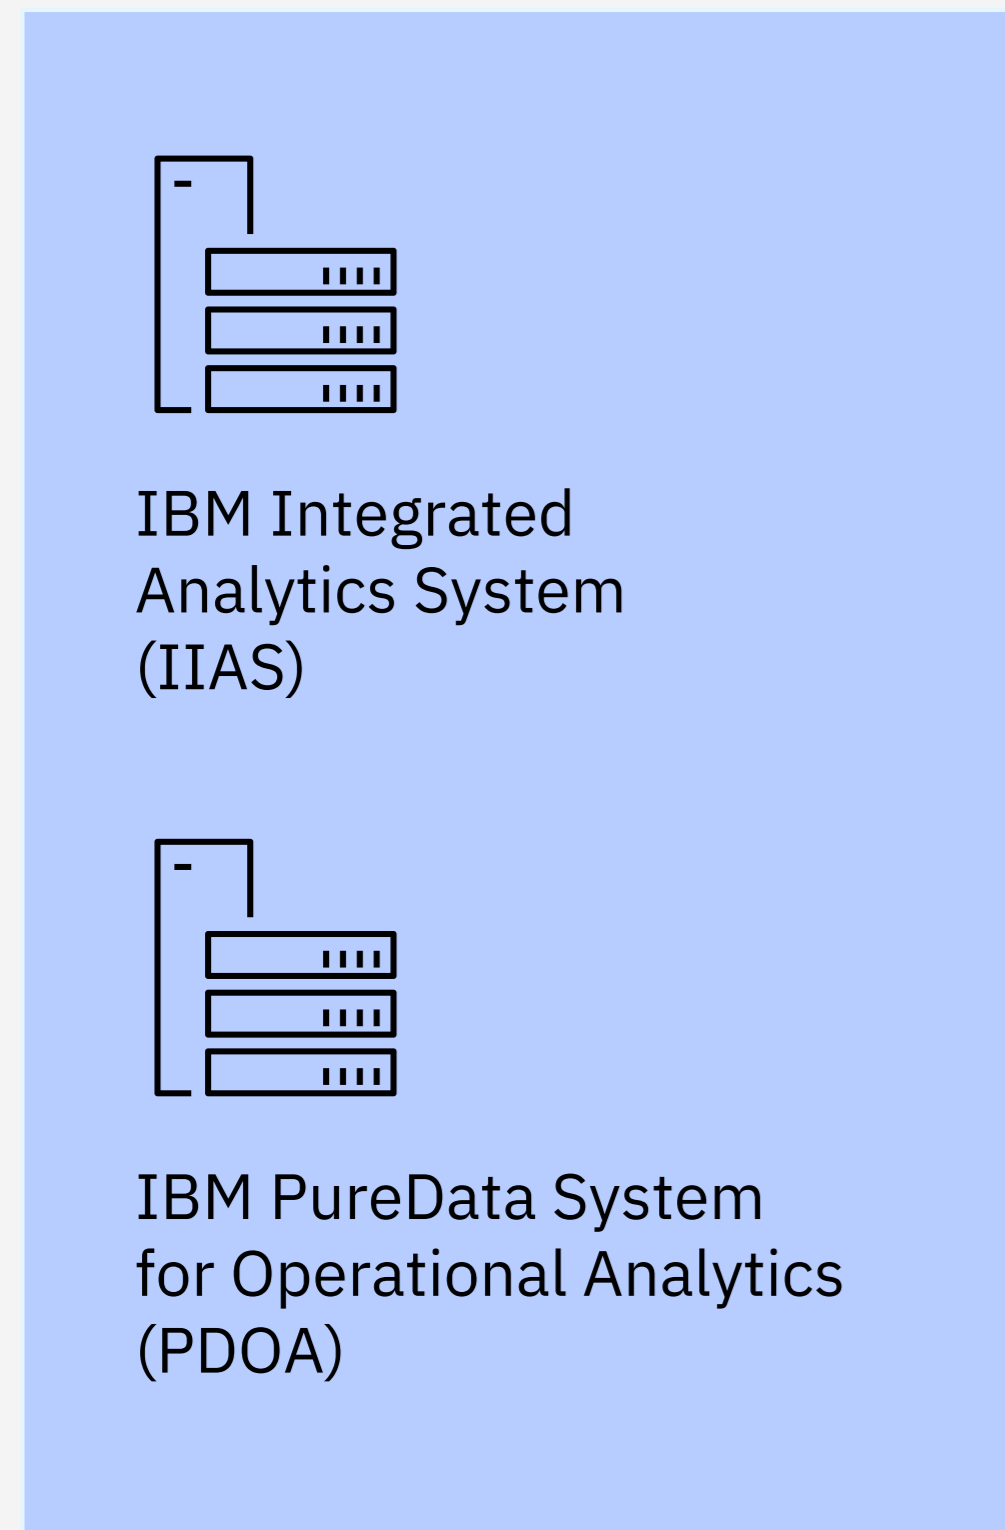 IBM Integrated
Analytics System
(IIAS)
IBM PureData System
for Operational Analytics
(PDOA)